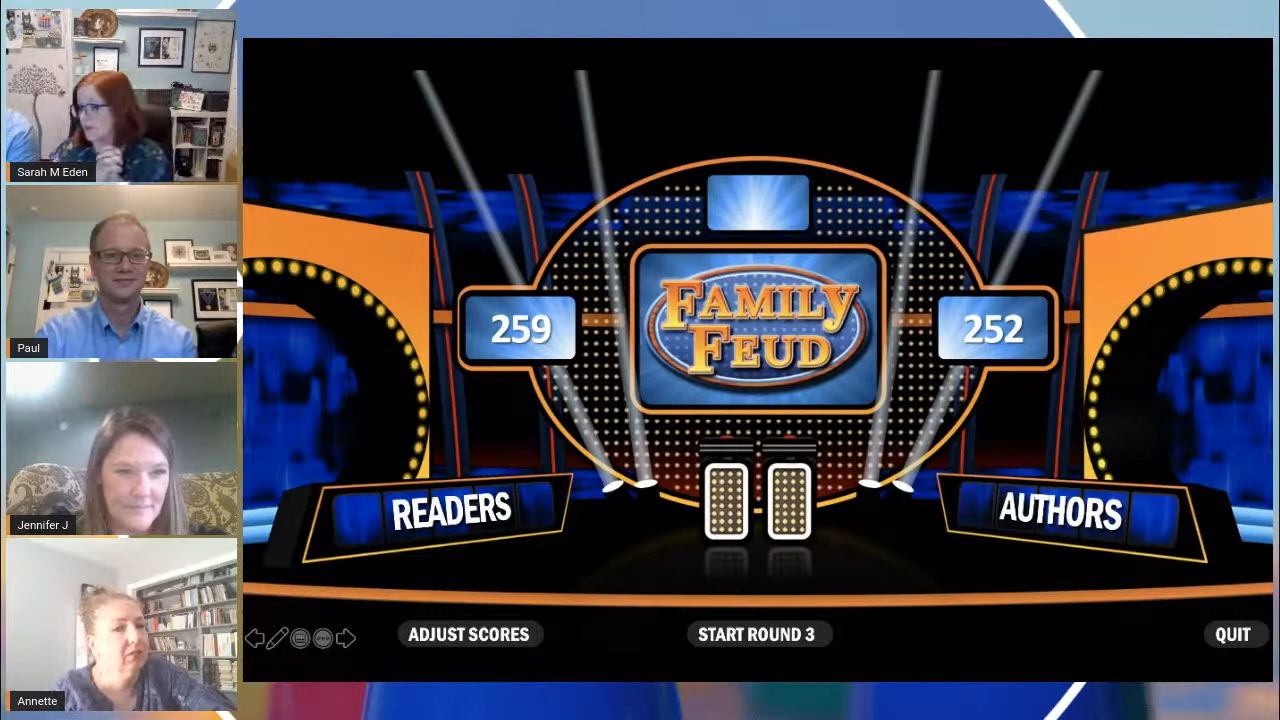 Sarah M Eden
Paul
Jennifer J
Annette
259
FAMILY
FEUD
252
READERS
AUTHORS
ADJUST SCORES
START ROUND 3
QUIT